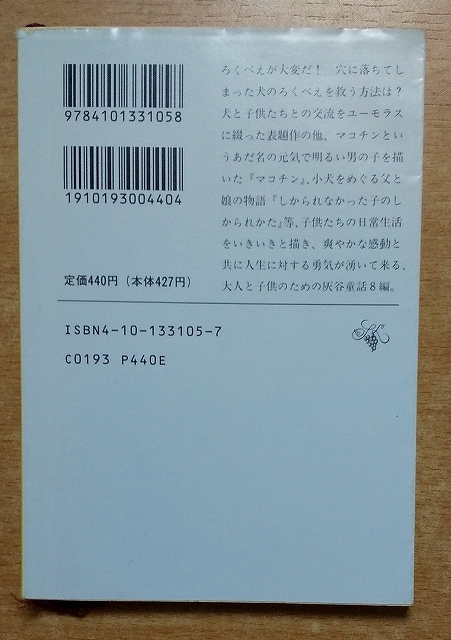 9784101331058
1910193004404
定価440円（本体427円）
ろくべえが大変だ！　穴に落ちてし
まった犬のろくべえを救う方法は？
犬と子供たちとの交流をユーモラス
に綴った表題作の他、マコチンとい
うあだ名の元気で明るい男の子を描
いた『マコチン』、小犬をめぐる父と
娘の物語『しかられなかった子のし
かられかた』等、子供たちの日常生活
をいきいきと描き、爽やかな感動と
共に人生に対する勇気が湧いて来る、
大人と子供のための灰谷童話８編。
ISBN4-10-133105-7
C0193 P440E